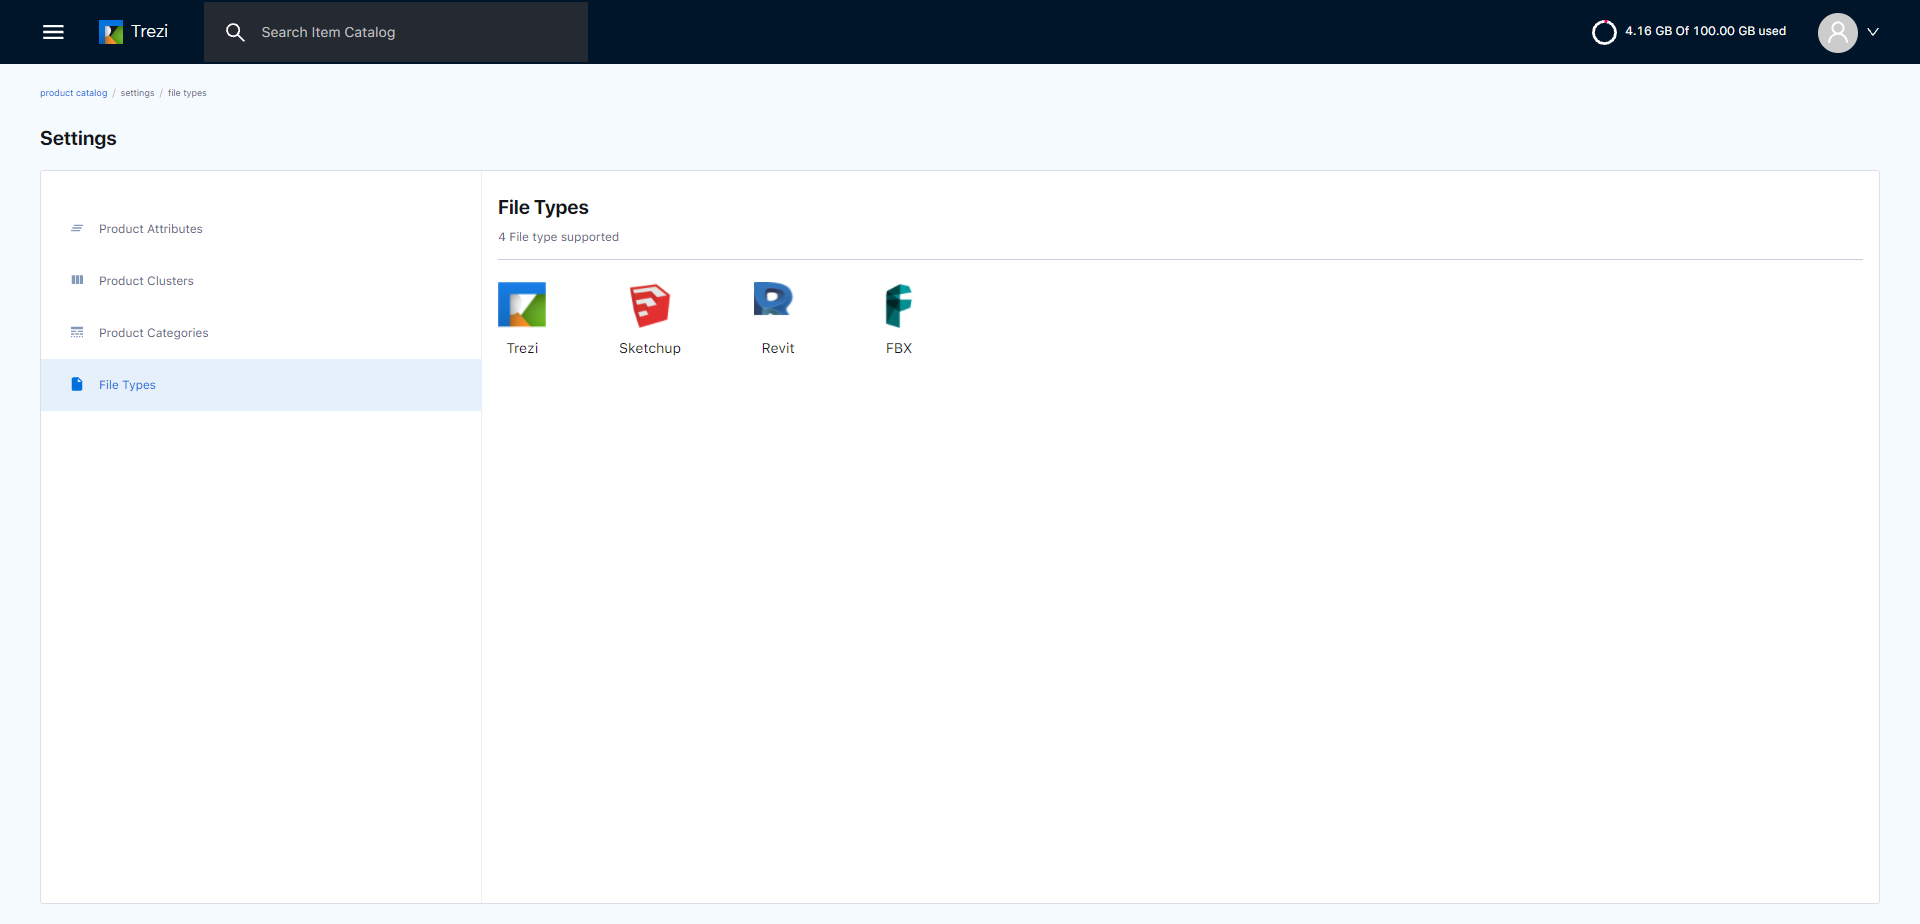 Trezi
Search Item Catalog
4.16 GB Of 100.00 GB used
product catalog / settings / file types
Settings
Product Attributes
Product Clusters
Product Categories
File Types
File Types
4 File type supported
Trezi
Sketchup
Revit
FBX